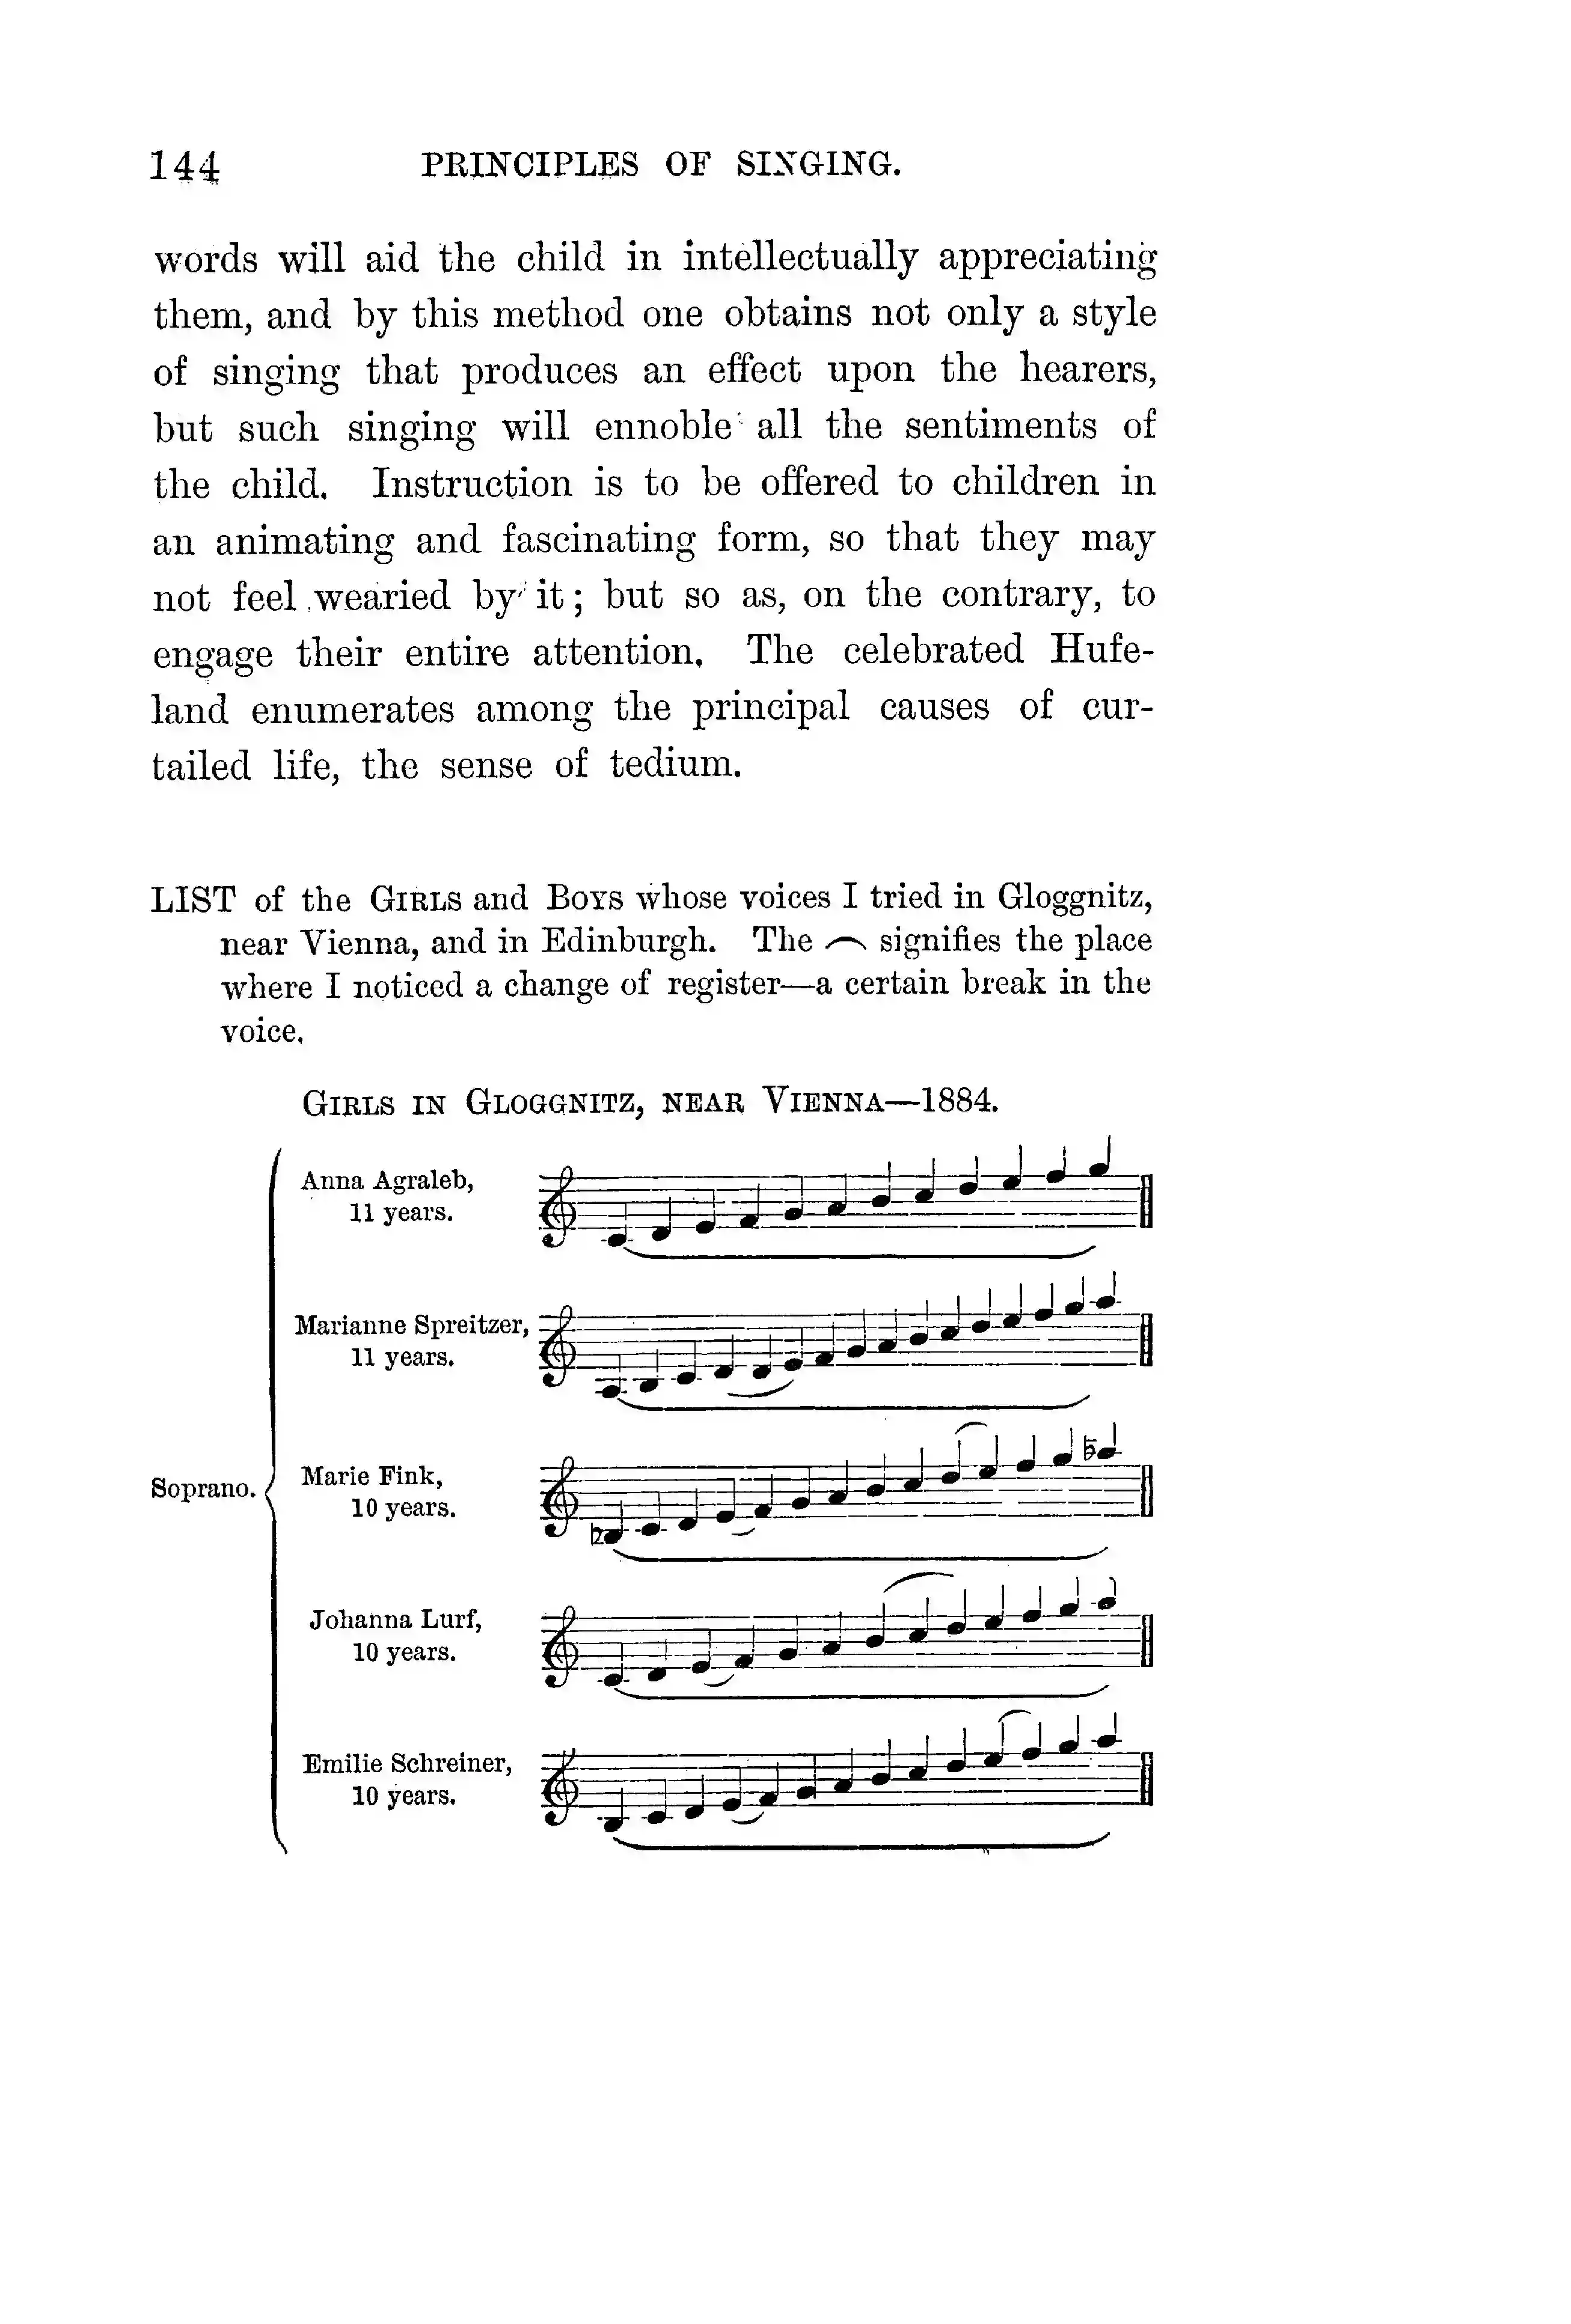 144 PRINCIPLES OF SINGING.
words will aid the child in intellectually appreciating
them, and by this method one obtains not only a style
of singing that produces an effect upon the hearers,
but such singing will ennoble all the sentiments of
the child. Instruction is to be offered to children in
an animating and fascinating form, so that they may
not feel wearied by it; but so as, on the contrary, to
engage their entire attention. The celebrated Hufe-
land enumerates among the principal causes of cur-
tailed life, the sense of tedium.
LIST of the GIRLS and BOYS whose voices I tried in Gloggnitz,
near Vienna, and in Edinburgh. The ⌒ signifies the place
where I noticed a change of register—a certain break in the
voice.
GIRLS IN GLOGGNITZ, NEAR VIENNA—1884.
Soprano.
Anna Agraleb,
11 years.
Marianne Spreitzer,
11 years.
Marie Fink,
10 years.
Johanna Lurf,
10 years.
Emilie Schreiner,
10 years.